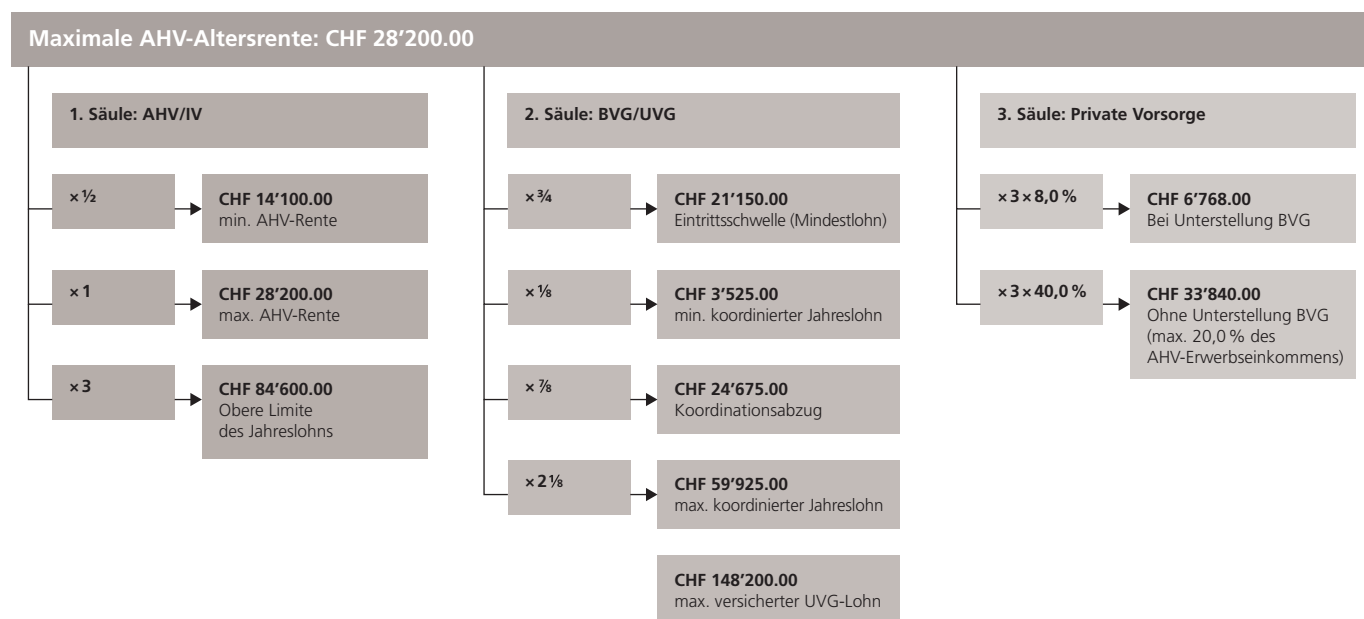 Maximale AHV-Altersrente: CHF 28’200.00
1. Säule: AHV/IV
× ½
CHF 14’100.00
min. AHV-Rente
× 1
CHF 28’200.00
max. AHV-Rente
× 3
CHF 84’600.00
Obere Limite
des Jahreslohns
2. Säule: BVG/UVG
× ¾
CHF 21’150.00
Eintrittsschwelle (Mindestlohn)
× ⅛
CHF 3’525.00
min. koordinierter Jahreslohn
× ⅞
CHF 24’675.00
Koordinationsabzug
× 2 ⅛
CHF 59’925.00
max. koordinierter Jahreslohn
CHF 148’200.00
max. versicherter UVG-Lohn
3. Säule: Private Vorsorge
× 3 × 8,0 %
CHF 6’768.00
Bei Unterstellung BVG
× 3 × 40,0 %
CHF 33’840.00
Ohne Unterstellung BVG
(max. 20,0 % des
AHV-Erwerbseinkommens)